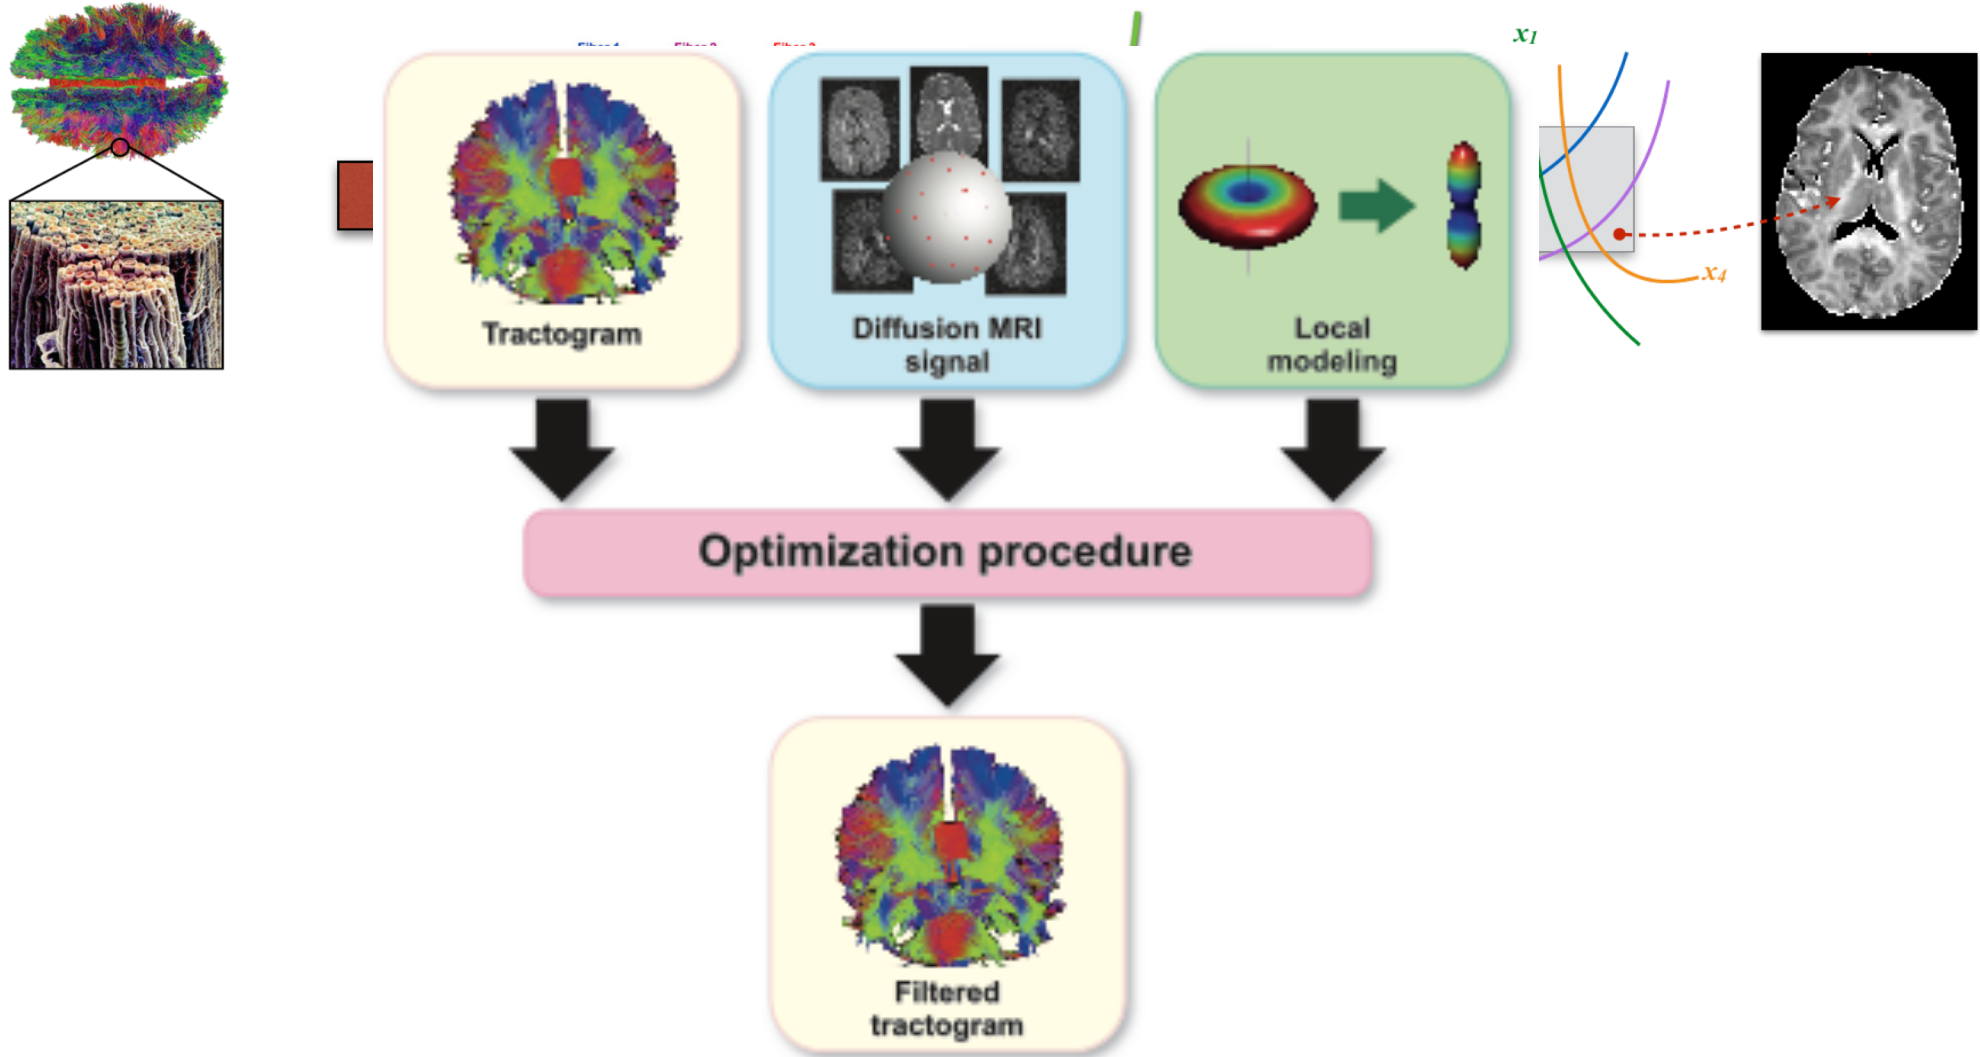 x1
Tractogram
Diffusion MRI
signal
Local
modeling
x4
Optimization procedure
Filtered
tractogram